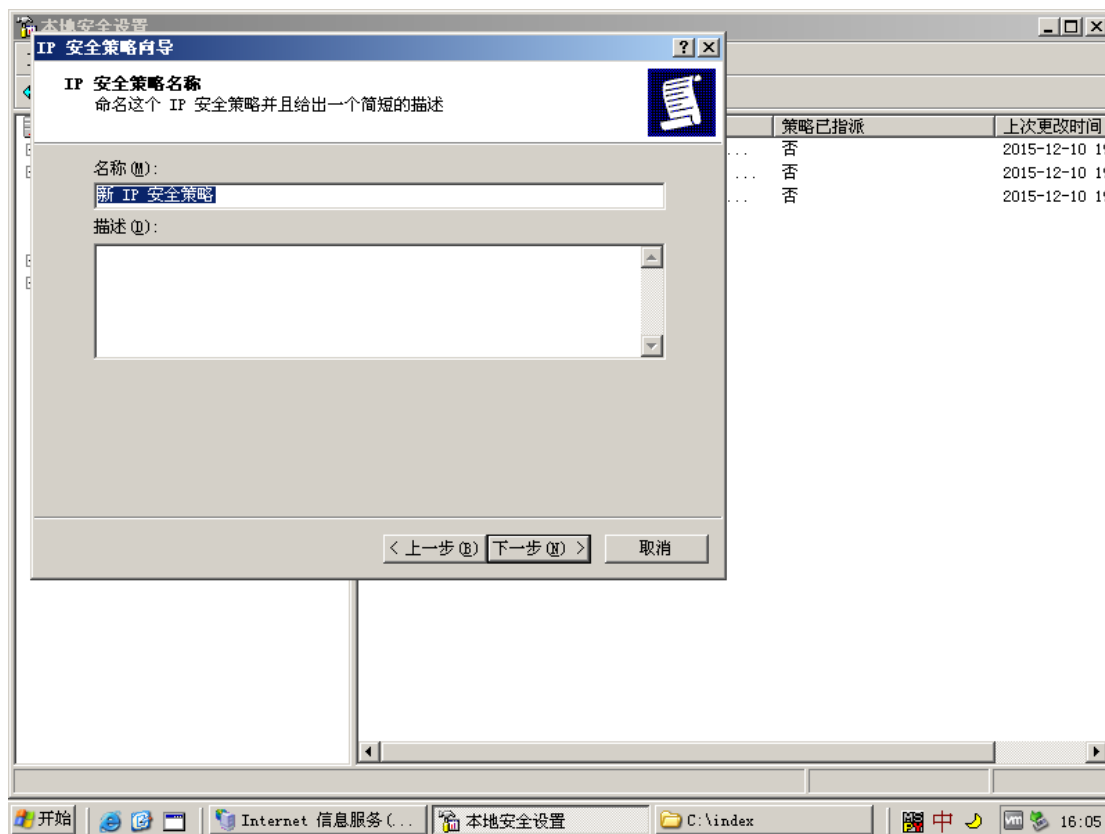 本地安全设置
IP 安全策略向导
IP 安全策略名称
命名这个 IP 安全策略并且给出一个简短的描述
策略已指派
上次更改时间
... 否 2015-12-10 1
... 否 2015-12-10 1
... 否 2015-12-10 1
名称(M):
新 IP 安全策略
描述(D):
< 上一步(B)
下一步(N) >
取消
开始
Internet 信息服务(...
本地安全设置
C:\index
中
16:05